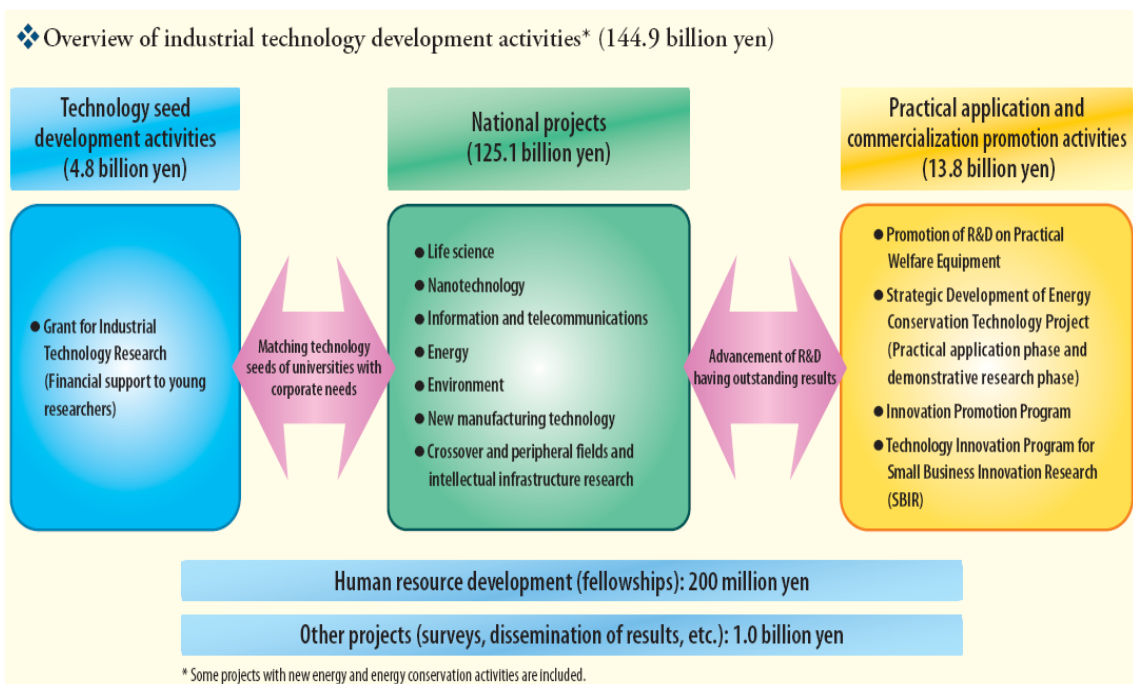 ❖ Overview of industrial technology development activities* (144.9 billion yen)
Technology seed
development activities
(4.8 billion yen)
National projects
(125.1 billion yen)
Practical application and
commercialization promotion activities
(13.8 billion yen)
● Grant for Industrial
Technology Research
(Financial support to young
researchers)
Matching technology
seeds of universities with
corporate needs
● Life science
● Nanotechnology
● Information and telecommunications
● Energy
● Environment
● New manufacturing technology
● Crossover and peripheral fields and
intellectual infrastructure research
Advancement of R&D
having outstanding results
● Promotion of R&D on Practical
Welfare Equipment
● Strategic Development of Energy
Conservation Technology Project
(Practical application phase and
demonstrative research phase)
● Innovation Promotion Program
● Technology Innovation Program for
Small Business Innovation Research
(SBIR)
Human resource development (fellowships): 200 million yen
Other projects (surveys, dissemination of results, etc.): 1.0 billion yen
* Some projects with new energy and energy conservation activities are included.